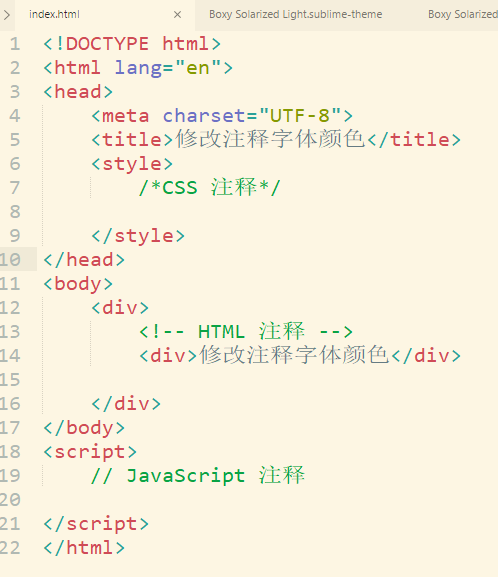 index.html × Boxy Solarized Light.sublime-theme Boxy Solarized
1 <!DOCTYPE html>
2 <html lang="en">
3 <head>
4 <meta charset="UTF-8">
5 <title>修改注释字体颜色</title>
6 <style>
7 /*CSS 注释*/
8
9 </style>
10 </head>
11 <body>
12 <div>
13 <!-- HTML 注释 -->
14 <div>修改注释字体颜色</div>
15
16 </div>
17 </body>
18 <script>
19 // JavaScript 注释
20
21 </script>
22 </html>